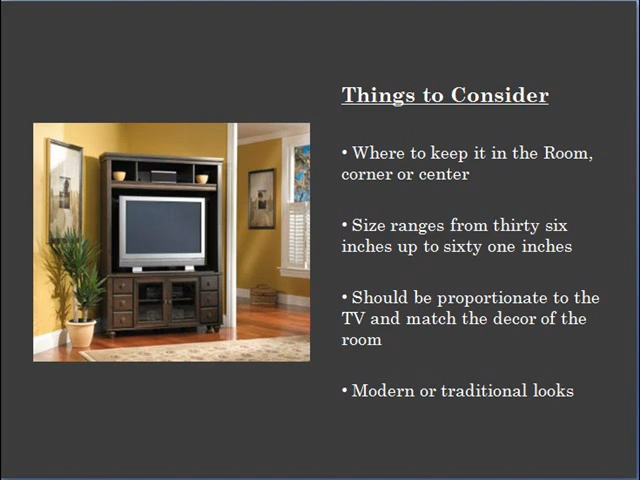 Things to Consider
• Where to keep it in the Room,
corner or center
• Size ranges from thirty six
inches up to sixty one inches
• Should be proportionate to the
TV and match the decor of the
room
• Modern or traditional looks